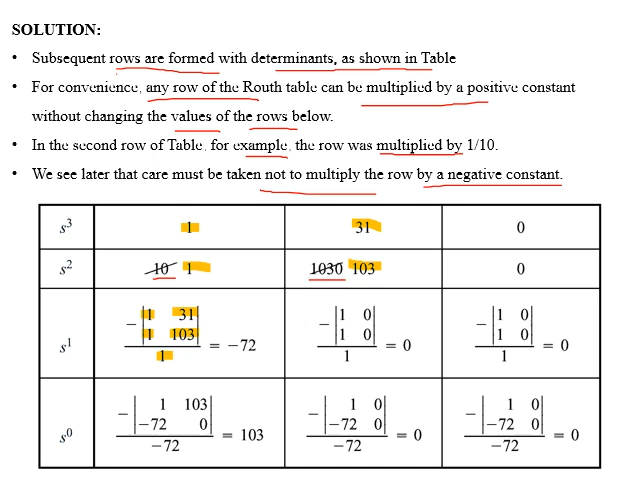 SOLUTION:
• Subsequent rows are formed with determinants, as shown in Table
• For convenience, any row of the Routh table can be multiplied by a positive constant
without changing the values of the rows below.
• In the second row of Table, for example, the row was multiplied by 1/10.
• We see later that care must be taken not to multiply the row by a negative constant.
s³ 1 31 0
s² 10 1 1030 103 0
s¹ −|1 31| −|1 0| −|1 0|
|1 103| |1 0| |1 0|
= −72 = 0 = 0
1 1 1
s⁰ −|1 103| −|1 0| −|1 0|
|−72 0| |−72 0| |−72 0|
= 103 = 0 = 0
−72 −72 −72